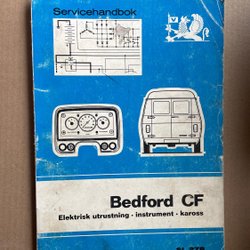 Servicehandbok
Bedford CF
Elektrisk utrustning · instrument · kaross